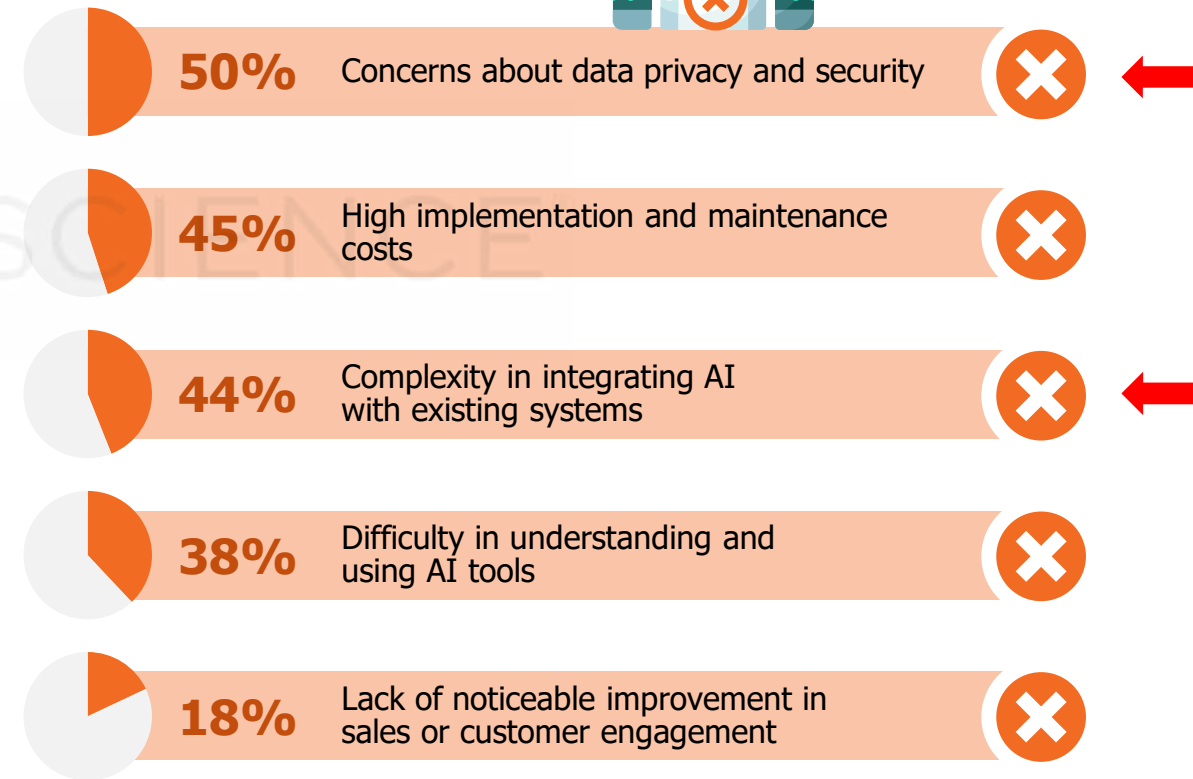 50%
Concerns about data privacy and security
45%
High implementation and maintenance
costs
SCIENCE
44%
Complexity in integrating AI
with existing systems
38%
Difficulty in understanding and
using AI tools
18%
Lack of noticeable improvement in
sales or customer engagement